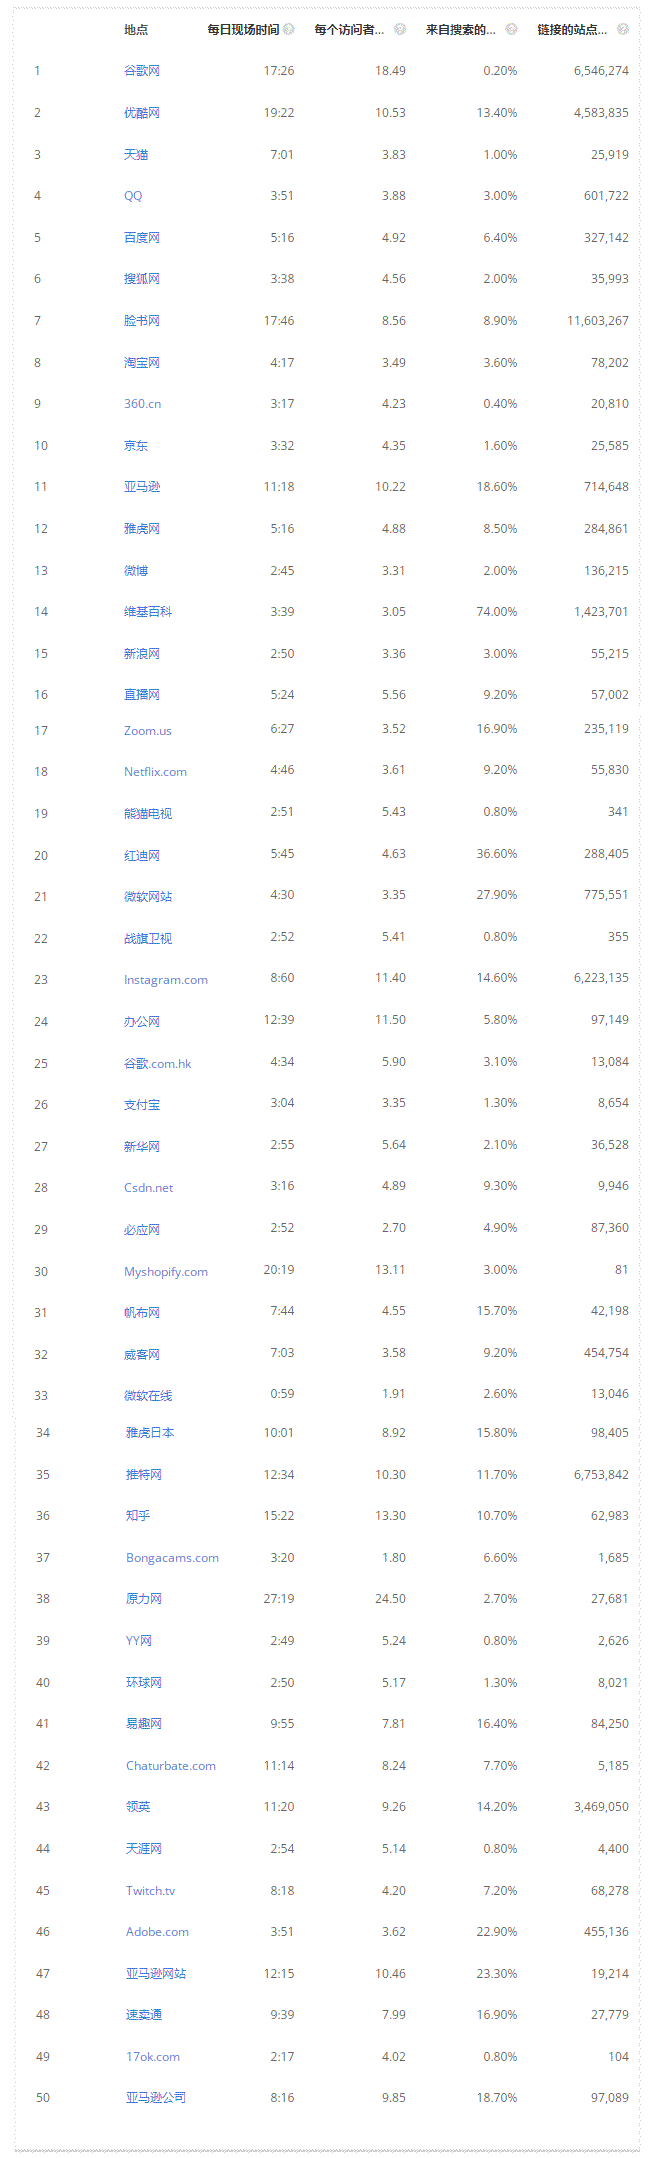 地点 每日现场时间 每个访问者... 来自搜索的... 链接的站点...
1 谷歌网 17:26 18.49 0.20% 6,546,274
2 优酷网 19:22 10.53 13.40% 4,583,835
3 天猫 7:01 3.83 1.00% 25,919
4 QQ 3:51 3.88 3.00% 601,722
5 百度网 5:16 4.92 6.40% 327,142
6 搜狐网 3:38 4.56 2.00% 35,993
7 脸书网 17:46 8.56 8.90% 11,603,267
8 淘宝网 4:17 3.49 3.60% 78,202
9 360.cn 3:17 4.23 0.40% 20,810
10 京东 3:32 4.35 1.60% 25,585
11 亚马逊 11:18 10.22 18.60% 714,648
12 雅虎网 5:16 4.88 8.50% 284,861
13 微博 2:45 3.31 2.00% 136,215
14 维基百科 3:39 3.05 74.00% 1,423,701
15 新浪网 2:50 3.36 3.00% 55,215
16 直播网 5:24 5.56 9.20% 57,002
17 Zoom.us 6:27 3.52 16.90% 235,119
18 Netflix.com 4:46 3.61 9.20% 55,830
19 熊猫电视 2:51 5.43 0.80% 341
20 红迪网 5:45 4.63 36.60% 288,405
21 微软网站 4:30 3.35 27.90% 775,551
22 战旗卫视 2:52 5.41 0.80% 355
23 Instagram.com 8:60 11.40 14.60% 6,223,135
24 办公网 12:39 11.50 5.80% 97,149
25 谷歌.com.hk 4:34 5.90 3.10% 13,084
26 支付宝 3:04 3.35 1.30% 8,654
27 新华网 2:55 5.64 2.10% 36,528
28 Csdn.net 3:16 4.89 9.30% 9,946
29 必应网 2:52 2.70 4.90% 87,360
30 Myshopify.com 20:19 13.11 3.00% 81
31 帆布网 7:44 4.55 15.70% 42,198
32 威客网 7:03 3.58 9.20% 454,754
33 微软在线 0:59 1.91 2.60% 13,046
34 雅虎日本 10:01 8.92 15.80% 98,405
35 推特网 12:34 10.30 11.70% 6,753,842
36 知乎 15:22 13.30 10.70% 62,983
37 Bongacams.com 3:20 1.80 6.60% 1,685
38 原力网 27:19 24.50 2.70% 27,681
39 YY网 2:49 5.24 0.80% 2,626
40 环球网 2:50 5.17 1.30% 8,021
41 易趣网 9:55 7.81 16.40% 84,250
42 Chaturbate.com 11:14 8.24 7.70% 5,185
43 领英 11:20 9.26 14.20% 3,469,050
44 天涯网 2:54 5.14 0.80% 4,400
45 Twitch.tv 8:18 4.20 7.20% 68,278
46 Adobe.com 3:51 3.62 22.90% 455,136
47 亚马逊网站 12:15 10.46 23.30% 19,214
48 速卖通 9:39 7.99 16.90% 27,779
49 17ok.com 2:17 4.02 0.80% 104
50 亚马逊公司 8:16 9.85 18.70% 97,089